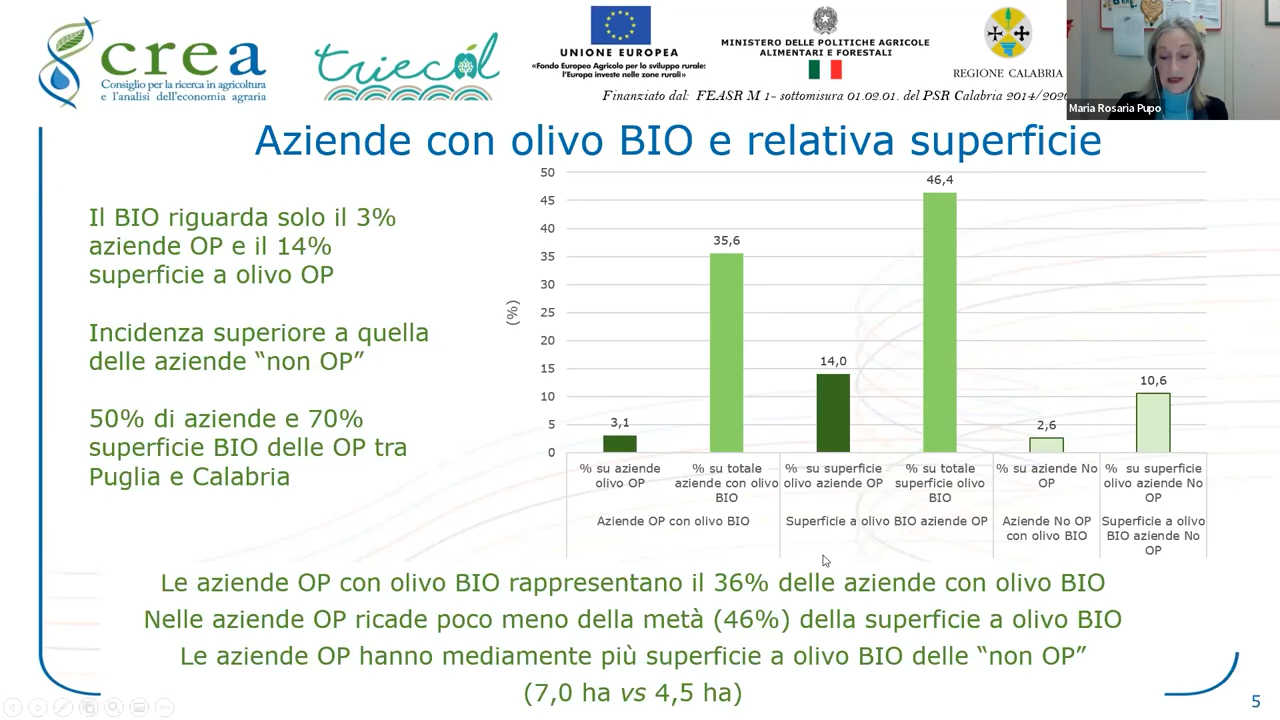 crea
Consiglio per la ricerca in agricoltura
e l'analisi dell'economia agraria
triecol
UNIONE EUROPEA
«Fondo Europeo Agricolo per lo sviluppo rurale:
l'Europa investe nelle zone rurali»
MINISTERO DELLE POLITICHE AGRICOLE
ALIMENTARI E FORESTALI
REGIONE CALABRIA
Finanziato dal: FEASR M 1- sottomisura 01.02.01. del PSR Calabria 2014/2020
Maria Rosaria Pupo
Aziende con olivo BIO e relativa superficie
Il BIO riguarda solo il 3%
aziende OP e il 14%
superficie a olivo OP
Incidenza superiore a quella
delle aziende “non OP”
50% di aziende e 70%
superficie BIO delle OP tra
Puglia e Calabria
(%)
50
45
40
35
30
25
20
15
10
5
0
3,1
35,6
14,0
46,4
2,6
10,6
% su aziende
olivo OP
% su totale
aziende con olivo
BIO
% su superficie
olivo aziende OP
% su totale
superficie olivo
BIO
% su aziende No
OP
% su superficie
olivo aziende No
OP
Aziende OP con olivo BIO
Superficie a olivo BIO aziende OP
Aziende No OP
con olivo BIO
Superficie a olivo
BIO aziende No
OP
Le aziende OP con olivo BIO rappresentano il 36% delle aziende con olivo BIO
Nelle aziende OP ricade poco meno della metà (46%) della superficie a olivo BIO
Le aziende OP hanno mediamente più superficie a olivo BIO delle “non OP”
(7,0 ha vs 4,5 ha)
5